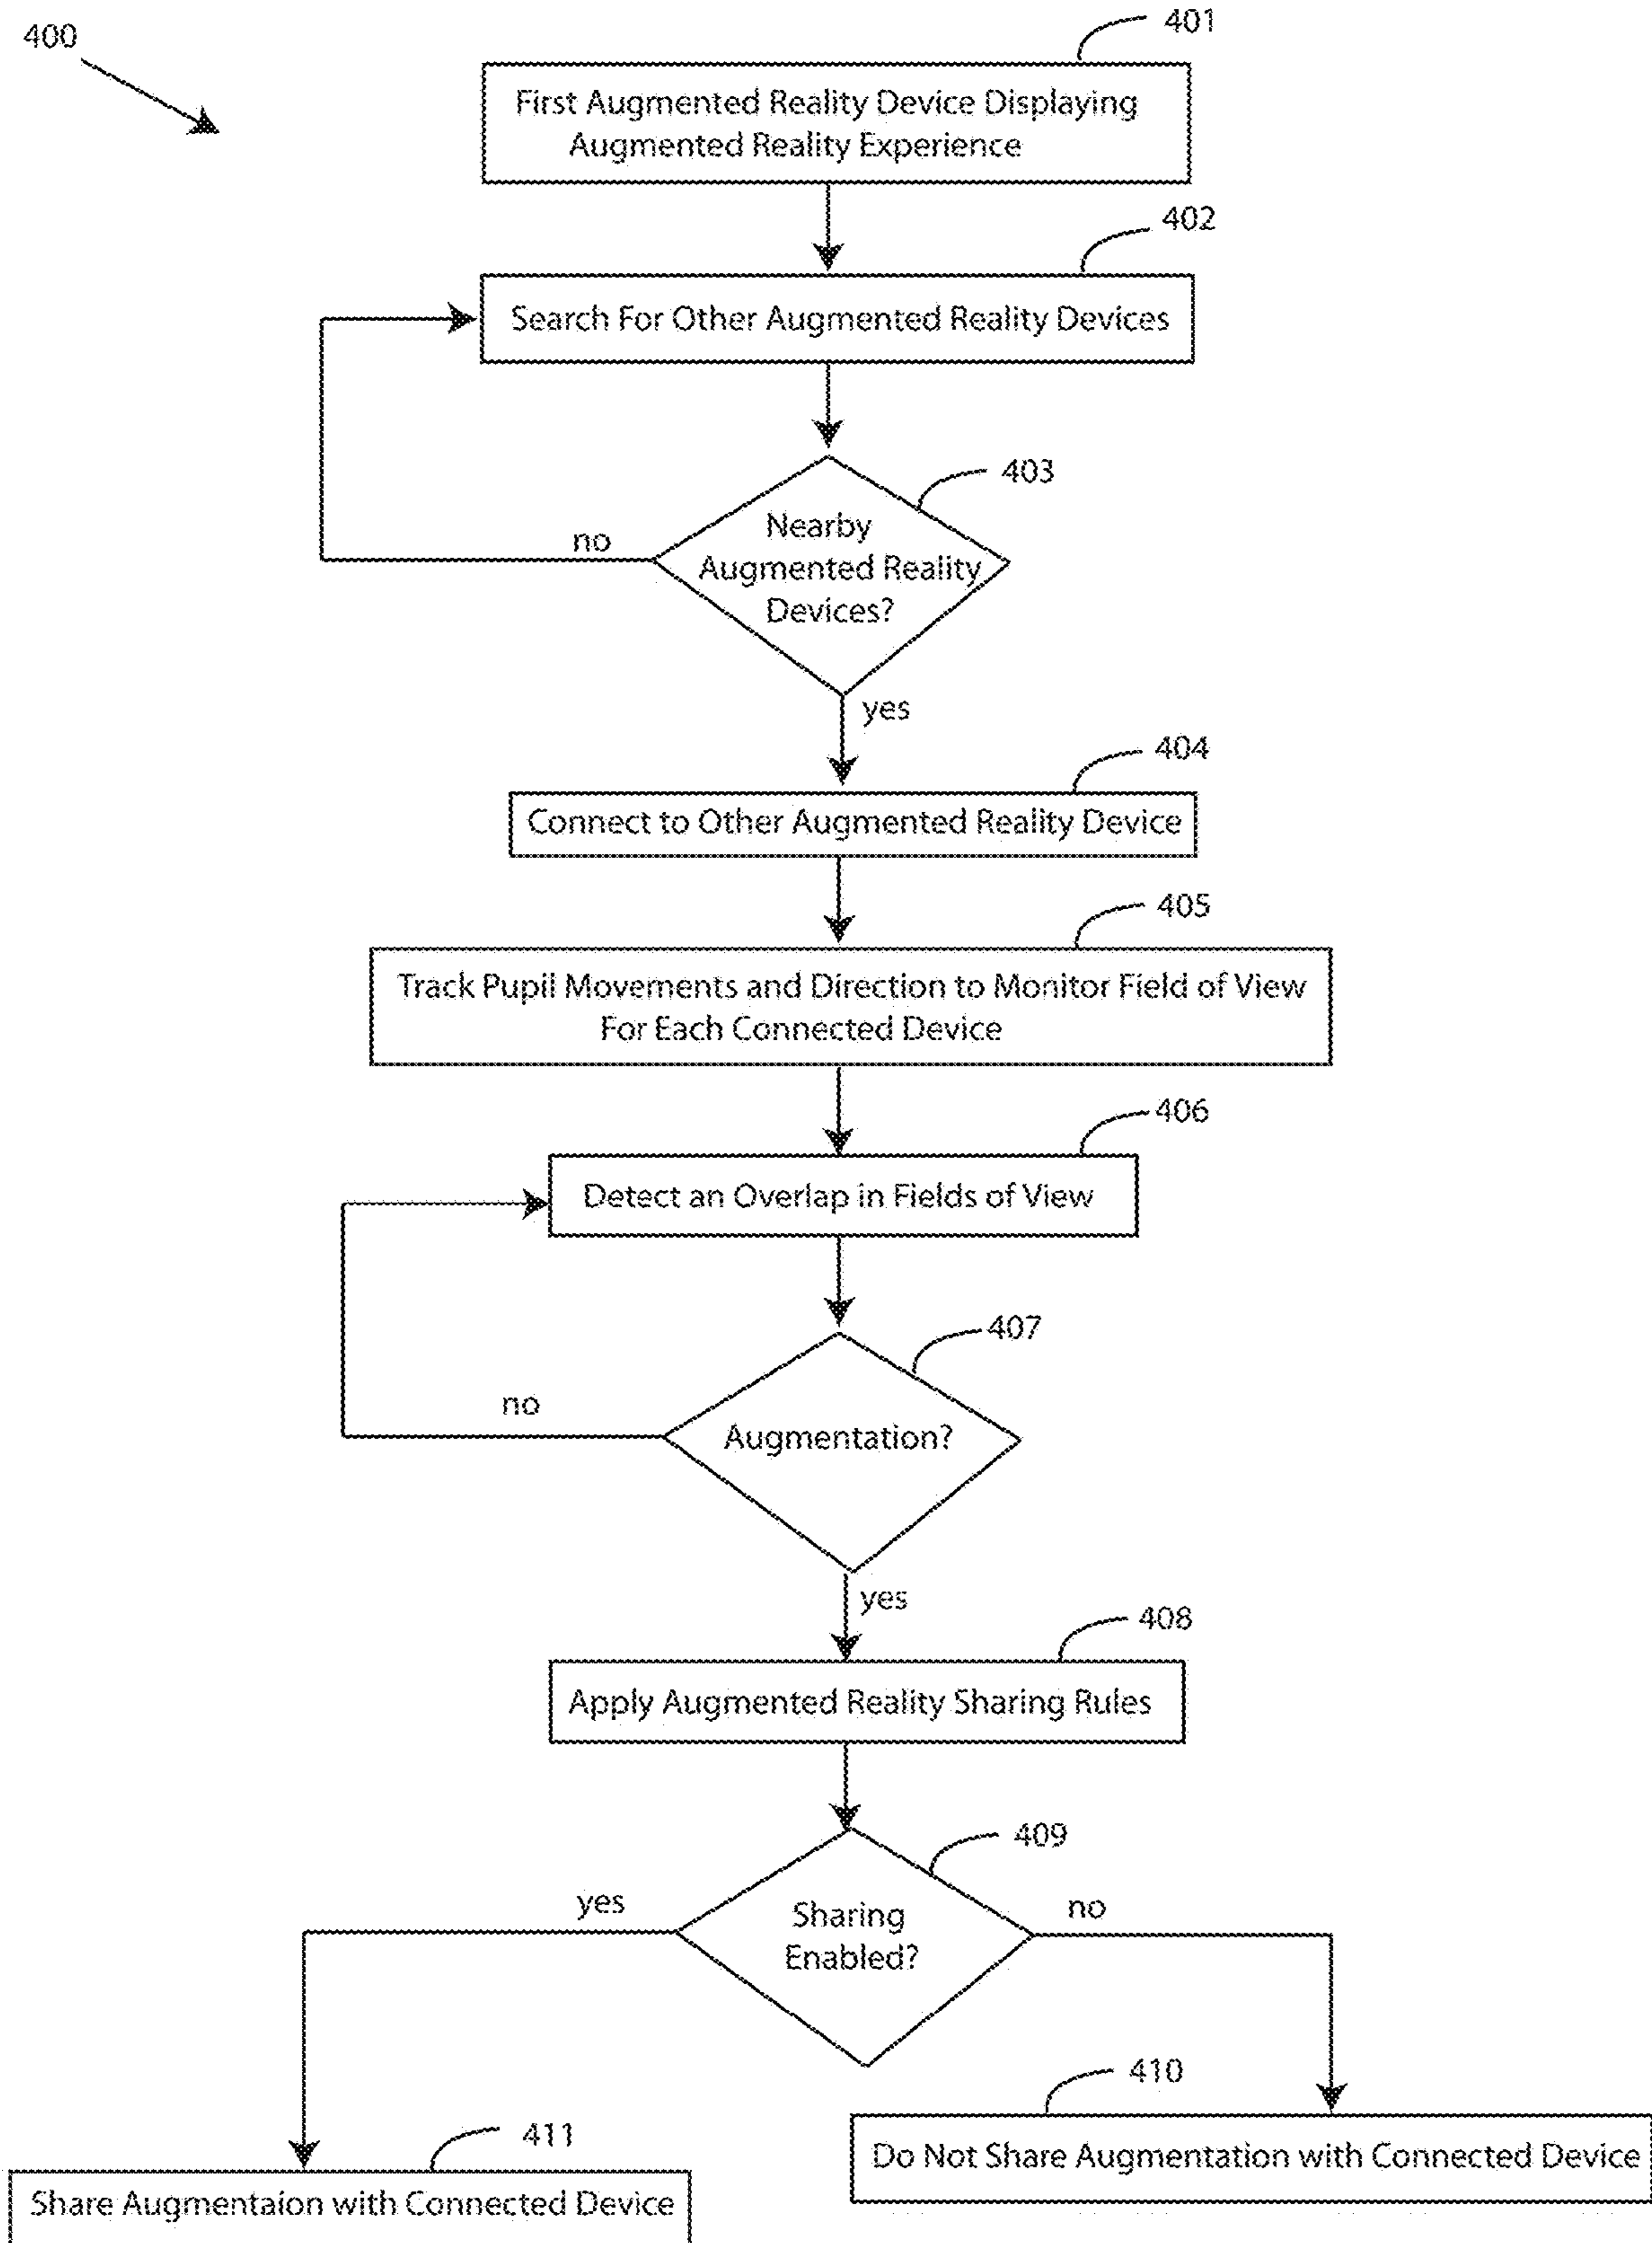 400
401
First Augmented Reality Device Displaying
Augmented Reality Experience
402
Search For Other Augmented Reality Devices
403
Nearby
Augmented Reality
Devices?
no
yes
404
Connect to Other Augmented Reality Device
405
Track Pupil Movements and Direction to Monitor Field of View
For Each Connected Device
406
Detect an Overlap in Fields of View
407
Augmentation?
no
yes
408
Apply Augmented Reality Sharing Rules
409
Sharing
Enabled?
yes
no
410
Do Not Share Augmentation with Connected Device
411
Share Augmentaion with Connected Device